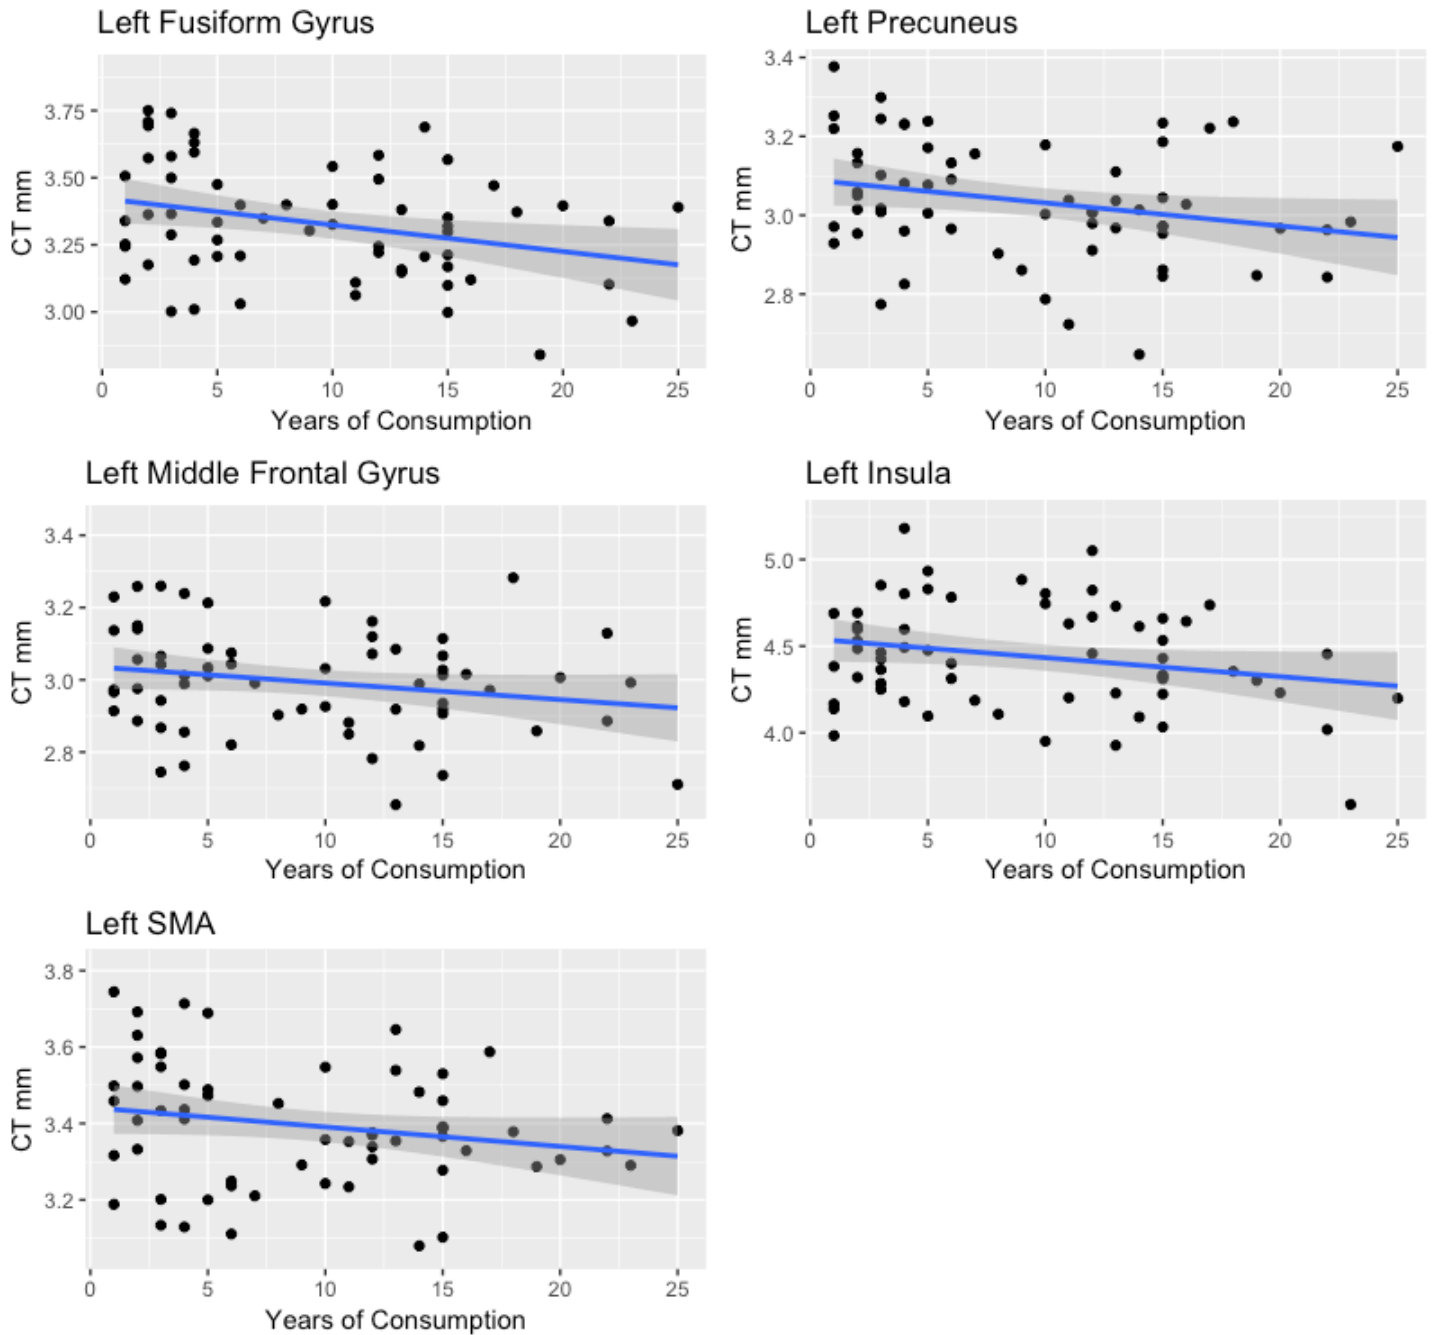 Left Fusiform Gyrus
CT mm
3.75
3.50
3.25
3.00
0 5 10 15 20 25
Years of Consumption
Left Precuneus
CT mm
3.4
3.2
3.0
2.8
0 5 10 15 20 25
Years of Consumption
Left Middle Frontal Gyrus
CT mm
3.4
3.2
3.0
2.8
0 5 10 15 20 25
Years of Consumption
Left Insula
CT mm
5.0
4.5
4.0
0 5 10 15 20 25
Years of Consumption
Left SMA
CT mm
3.8
3.6
3.4
3.2
0 5 10 15 20 25
Years of Consumption